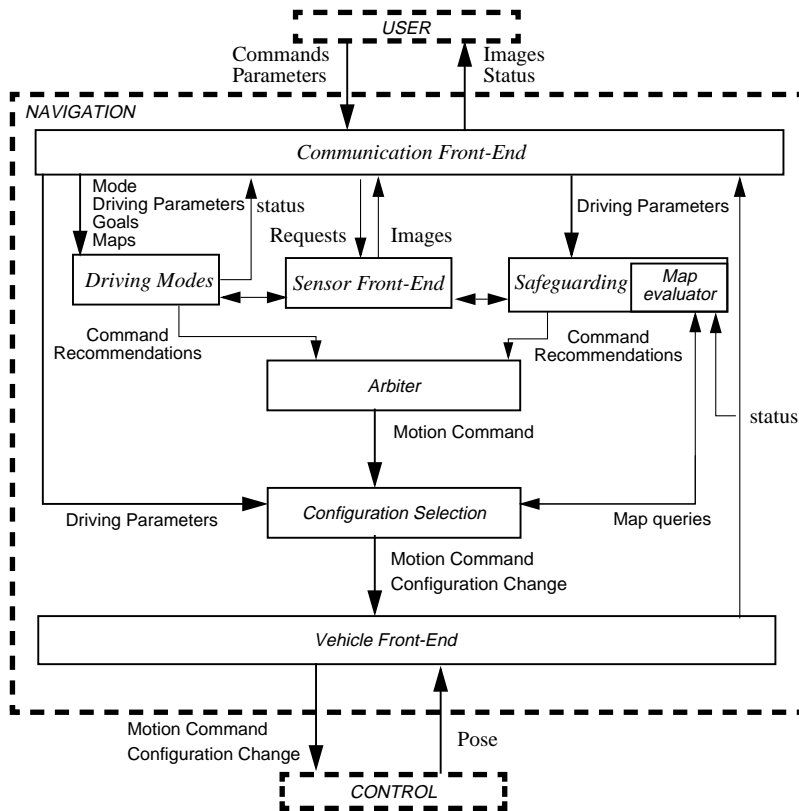 USER
Commands
Parameters
Images
Status
NAVIGATION
Communication Front-End
Mode
Driving Parameters
Goals
Maps
status
Requests
Images
Driving Parameters
Driving Modes
Sensor Front-End
Safeguarding
Map
evaluator
Command
Recommendations
Command
Recommendations
Arbiter
status
Motion Command
Driving Parameters
Configuration Selection
Map queries
Motion Command
Configuration Change
Vehicle Front-End
Motion Command
Configuration Change
Pose
CONTROL